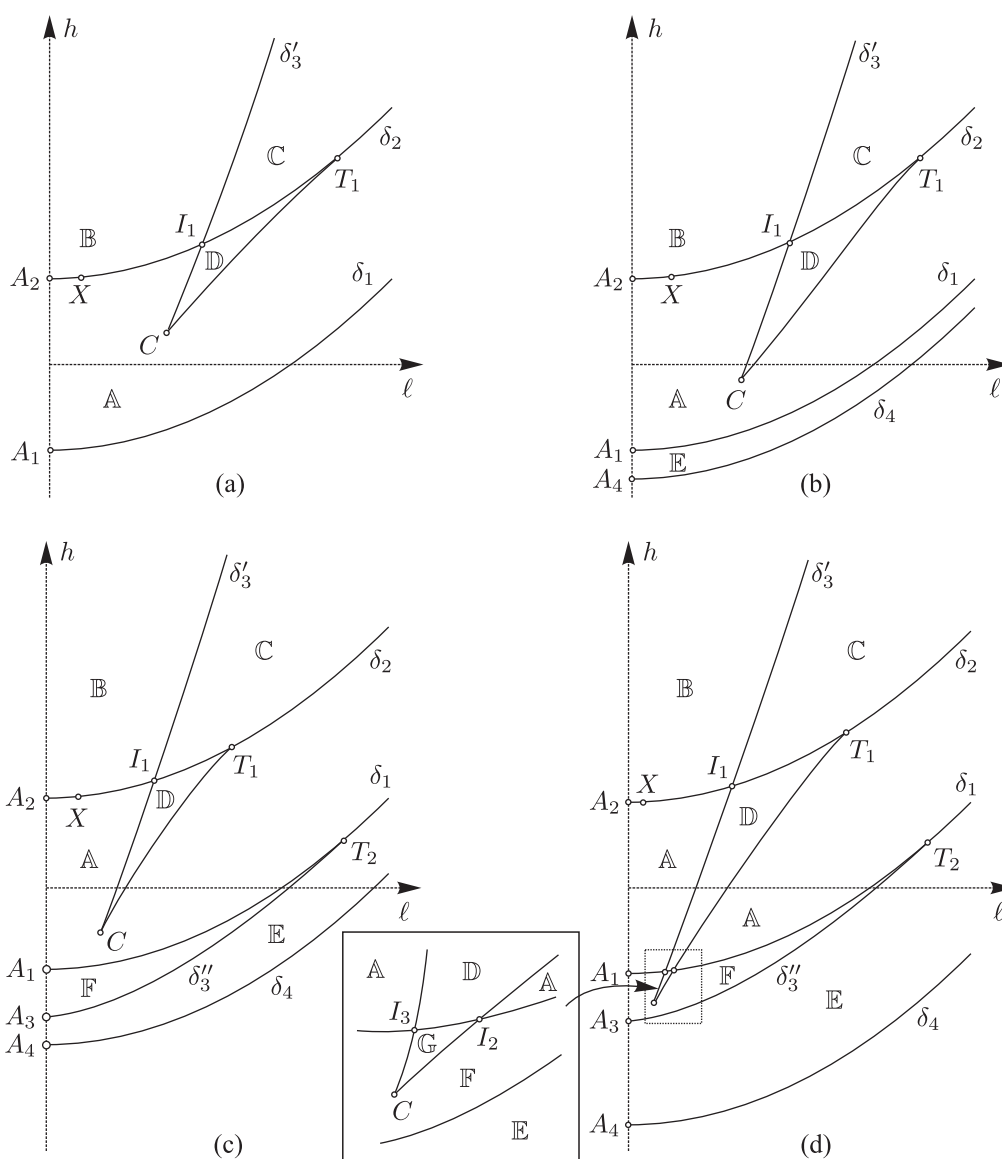 h
δ′₃
δ₂
ℂ
T₁
I₁
𝔹
𝔻
A₂
X
δ₁
C
ℓ
𝔸
A₁
(a)
h
δ′₃
δ₂
ℂ
T₁
I₁
𝔹
𝔻
A₂
X
δ₁
ℓ
𝔸
C
δ₄
A₁
𝔼
A₄
(b)
h
δ′₃
ℂ
δ₂
𝔹
I₁
T₁
A₂
X
𝔻
δ₁
𝔸
T₂
ℓ
C
𝔼
A₁
𝔽
δ″₃
δ₄
A₃
A₄
(c)
h
δ′₃
ℂ
δ₂
𝔹
I₁
T₁
A₂
X
𝔻
δ₁
𝔸
T₂
ℓ
𝔸
A₁
𝔽
δ″₃
𝔼
A₃
δ₄
A₄
(d)
𝔸
𝔻
𝔸
I₃
𝔾
I₂
𝔽
C
𝔼